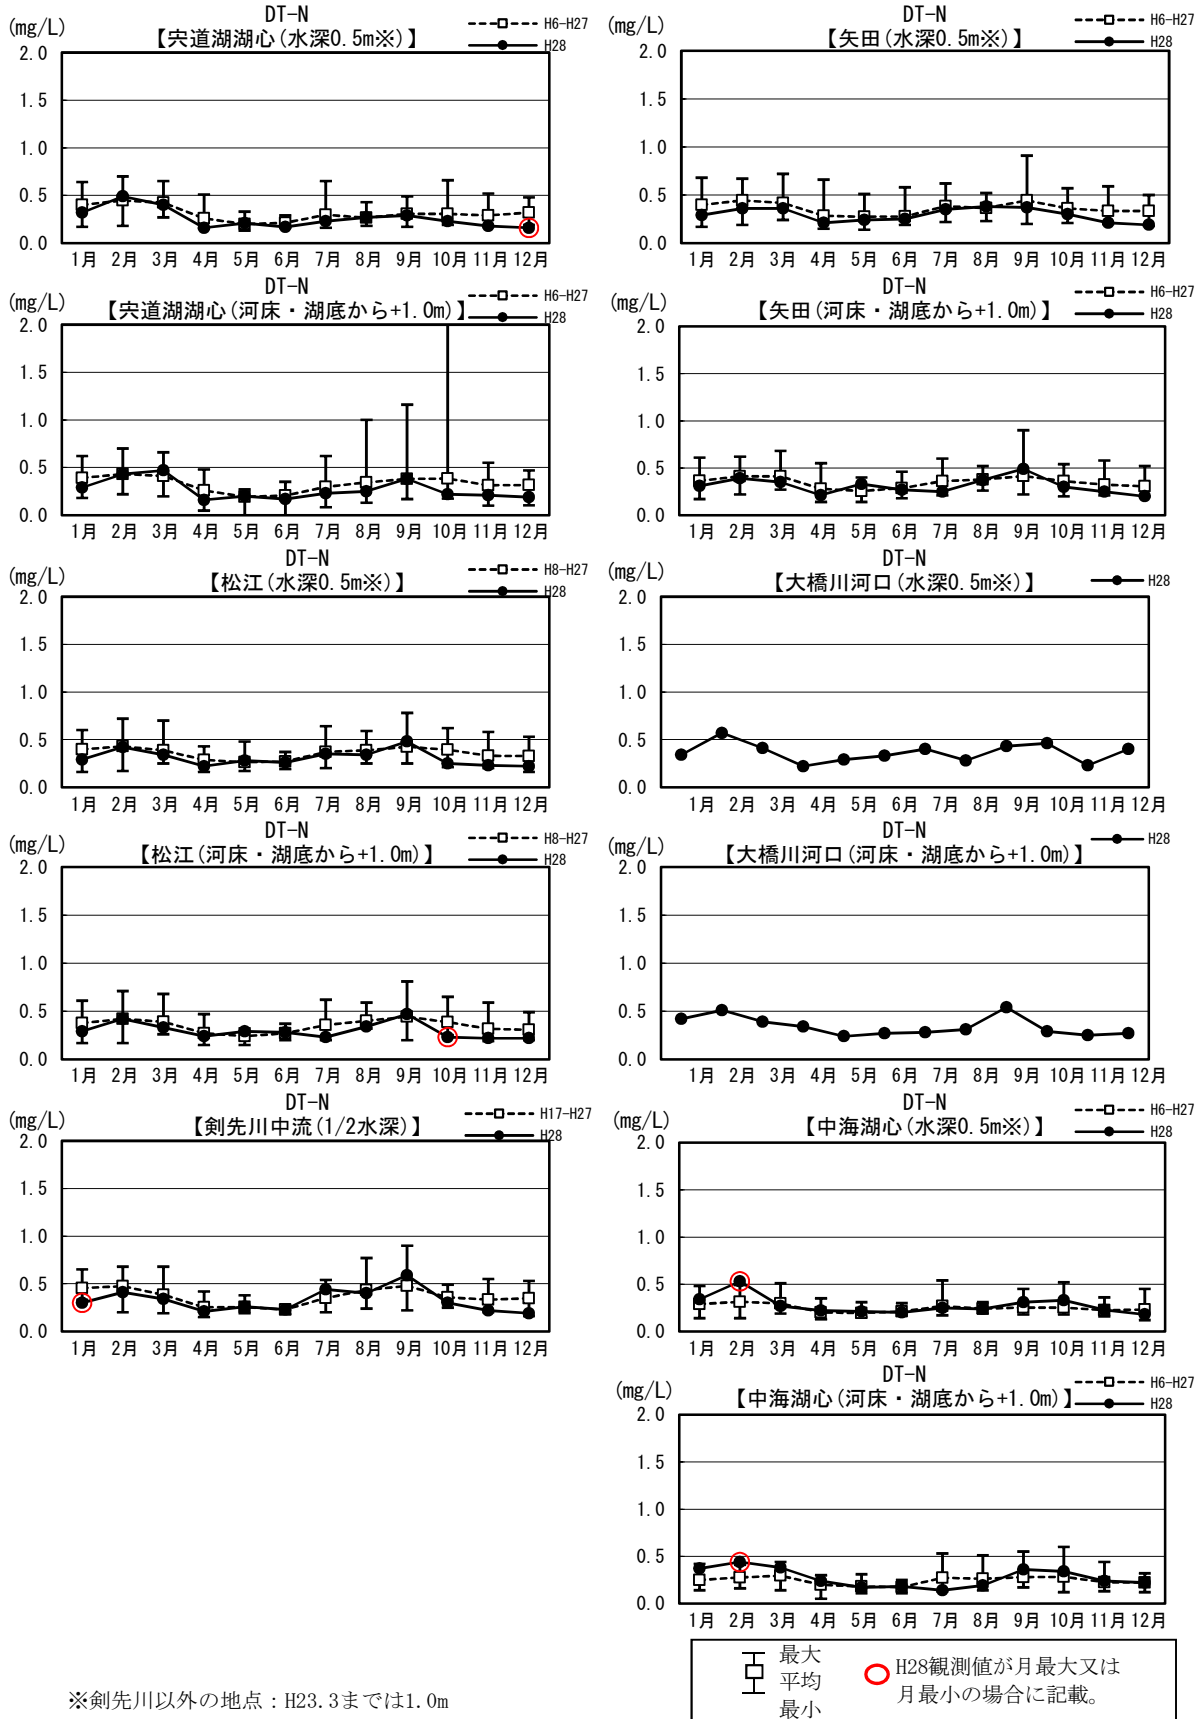 DT-N
(mg/L)
【宍道湖湖心(水深0.5m※)】
H6-H27
H28
2.0
1.5
1.0
0.5
0.0
1月 2月 3月 4月 5月 6月 7月 8月 9月 10月 11月 12月
DT-N
(mg/L)
【矢田(水深0.5m※)】
H6-H27
H28
2.0
1.5
1.0
0.5
0.0
1月 2月 3月 4月 5月 6月 7月 8月 9月 10月 11月 12月
DT-N
(mg/L)
【宍道湖湖心(河床・湖底から+1.0m)】
H6-H27
H28
2.0
1.5
1.0
0.5
0.0
1月 2月 3月 4月 5月 6月 7月 8月 9月 10月 11月 12月
DT-N
(mg/L)
【矢田(河床・湖底から+1.0m)】
H6-H27
H28
2.0
1.5
1.0
0.5
0.0
1月 2月 3月 4月 5月 6月 7月 8月 9月 10月 11月 12月
DT-N
(mg/L)
【松江(水深0.5m※)】
H8-H27
H28
2.0
1.5
1.0
0.5
0.0
1月 2月 3月 4月 5月 6月 7月 8月 9月 10月 11月 12月
DT-N
(mg/L)
【大橋川河口(水深0.5m※)】
H28
2.0
1.5
1.0
0.5
0.0
1月 2月 3月 4月 5月 6月 7月 8月 9月 10月 11月 12月
DT-N
(mg/L)
【松江(河床・湖底から+1.0m)】
H8-H27
H28
2.0
1.5
1.0
0.5
0.0
1月 2月 3月 4月 5月 6月 7月 8月 9月 10月 11月 12月
DT-N
(mg/L)
【大橋川河口(河床・湖底から+1.0m)】
H28
2.0
1.5
1.0
0.5
0.0
1月 2月 3月 4月 5月 6月 7月 8月 9月 10月 11月 12月
DT-N
(mg/L)
【剣先川中流(1/2水深)】
H17-H27
H28
2.0
1.5
1.0
0.5
0.0
1月 2月 3月 4月 5月 6月 7月 8月 9月 10月 11月 12月
DT-N
(mg/L)
【中海湖心(水深0.5m※)】
H6-H27
H28
2.0
1.5
1.0
0.5
0.0
1月 2月 3月 4月 5月 6月 7月 8月 9月 10月 11月 12月
DT-N
(mg/L)
【中海湖心(河床・湖底から+1.0m)】
H6-H27
H28
2.0
1.5
1.0
0.5
0.0
1月 2月 3月 4月 5月 6月 7月 8月 9月 10月 11月 12月
最大
平均
最小
H28観測値が月最大又は
月最小の場合に記載。
※剣先川以外の地点：H23.3までは1.0m